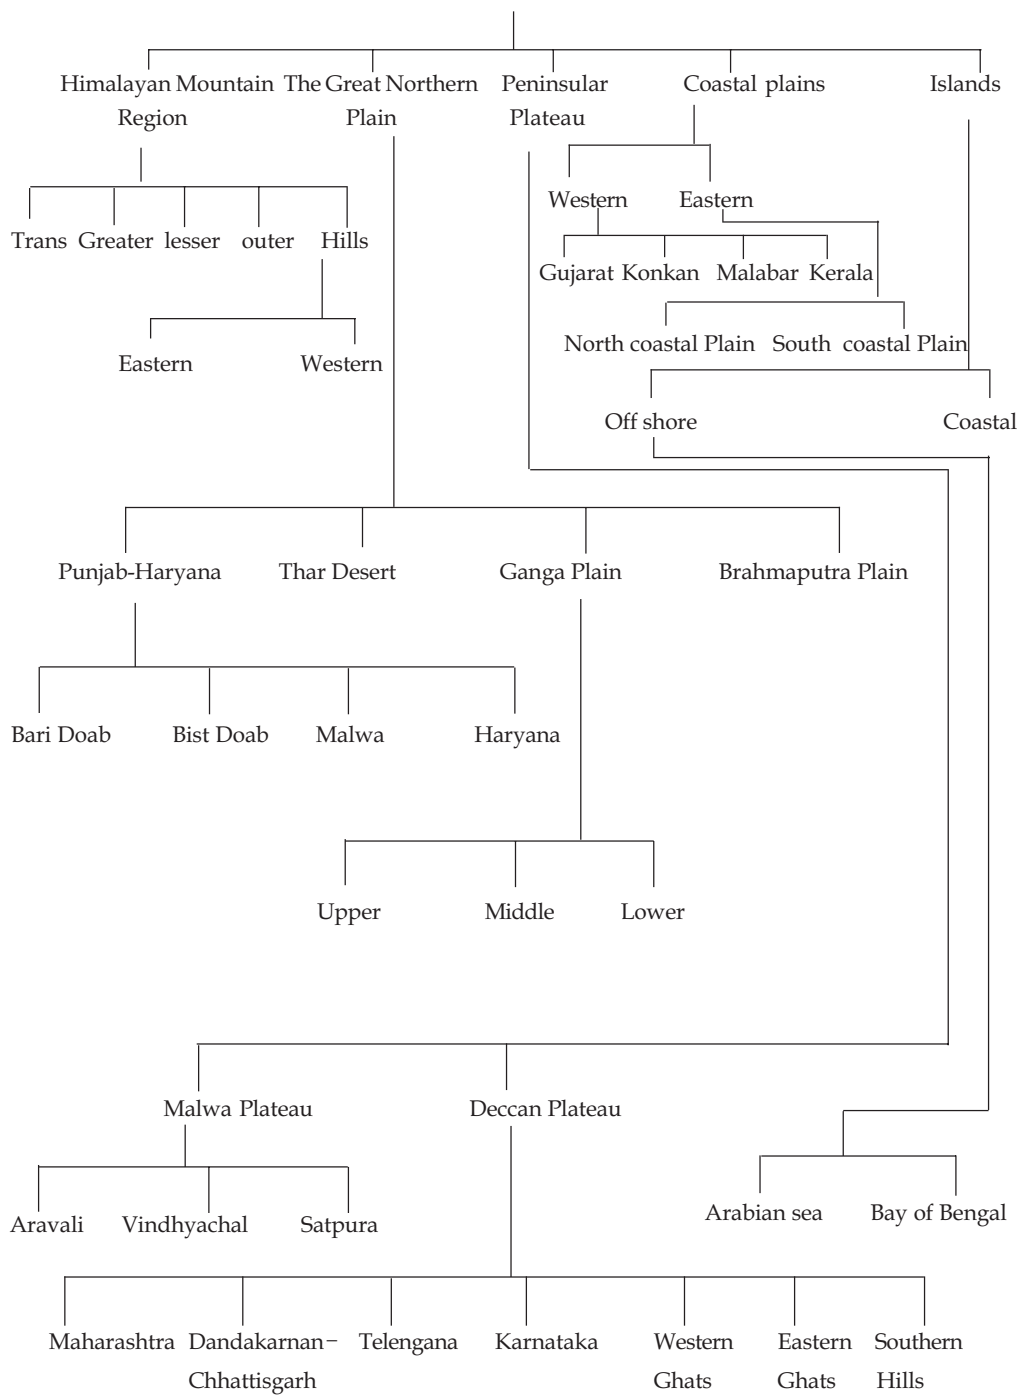 Himalayan Mountain The Great Northern Peninsular Coastal plains Islands
Region Plain Plateau
Western Eastern
Trans Greater lesser outer Hills
Gujarat Konkan Malabar Kerala
North coastal Plain South coastal Plain
Eastern Western
Off shore Coastal
Punjab-Haryana Thar Desert Ganga Plain Brahmaputra Plain
Bari Doab Bist Doab Malwa Haryana
Upper Middle Lower
Malwa Plateau Deccan Plateau
Arabian sea Bay of Bengal
Aravali Vindhyachal Satpura
Maharashtra Dandakarnan– Telengana Karnataka Western Eastern Southern
Chhattisgarh Ghats Ghats Hills